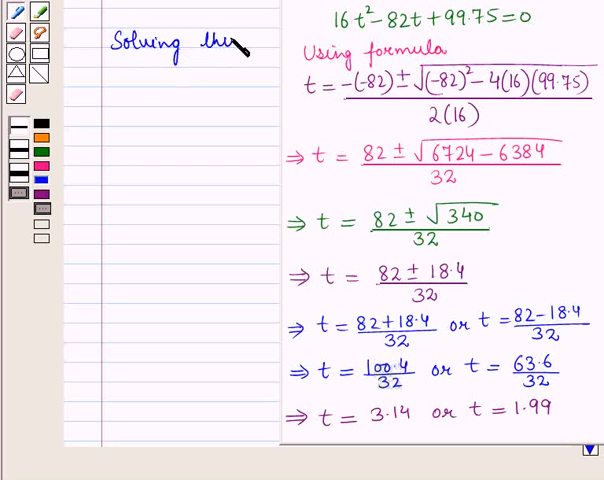 Solving the
16t² - 82t + 99.75 = 0
Using formula
t = -(-82) ± √(-82)² - 4(16)(99.75) / 2(16)
⇒ t = 82 ± √6724 - 6384 / 32
⇒ t = 82 ± √340 / 32
⇒ t = 82 ± 18.4 / 32
⇒ t = 82+18.4 / 32 or t = 82-18.4 / 32
⇒ t = 100.4 / 32 or t = 63.6 / 32
⇒ t = 3.14 or t = 1.99